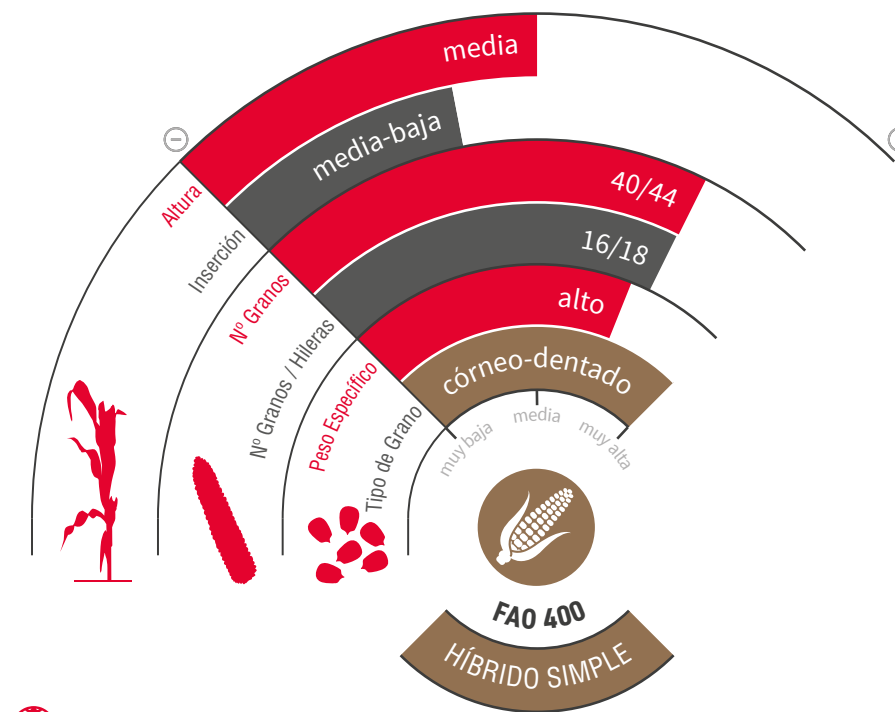 media
media-baja
40/44
16/18
alto
córneo-dentado
Altura
Inserción
Nº Granos
Nº Granos / Hileras
Peso Específico
Tipo de Grano
muy baja
media
muy alta
FAO 400
HÍBRIDO SIMPLE